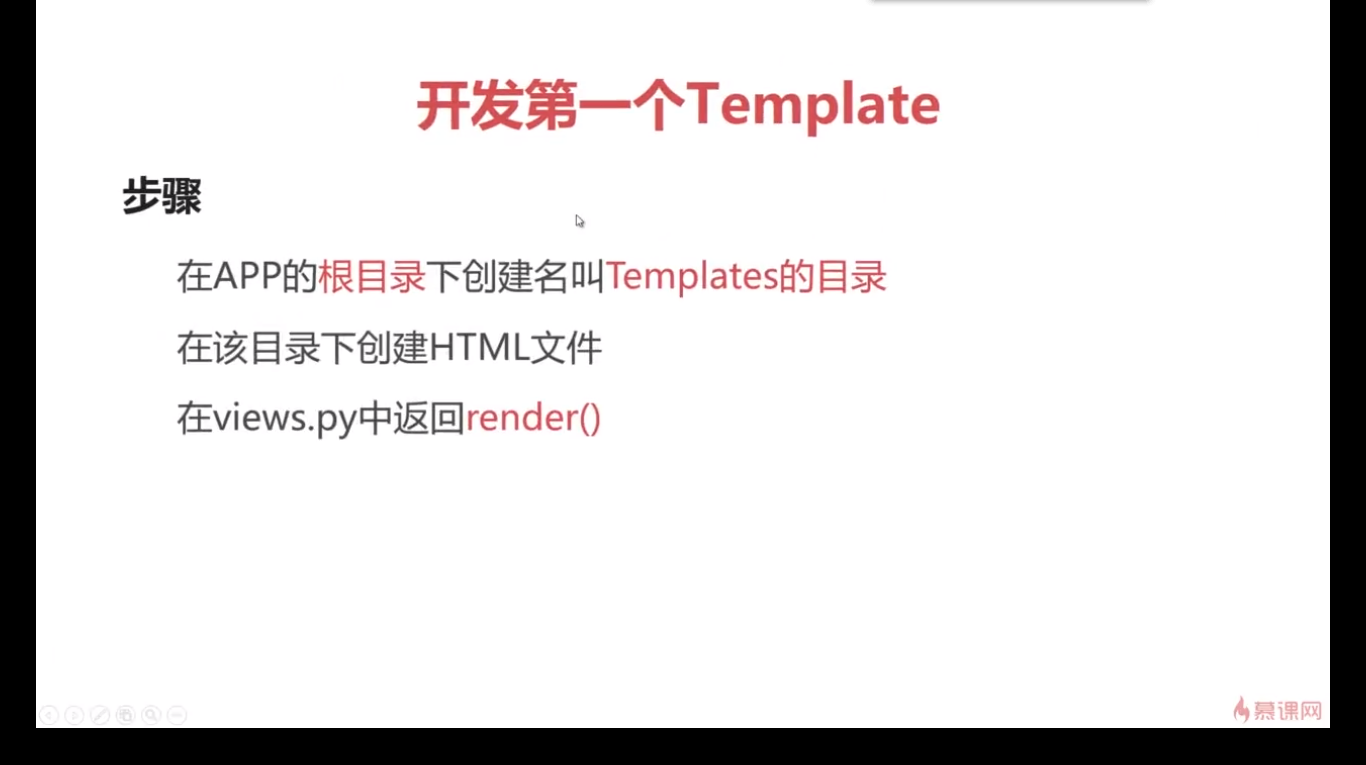 开发第一个Template
步骤
在APP的根目录下创建名叫Templates的目录
在该目录下创建HTML文件
在views.py中返回render()
慕课网